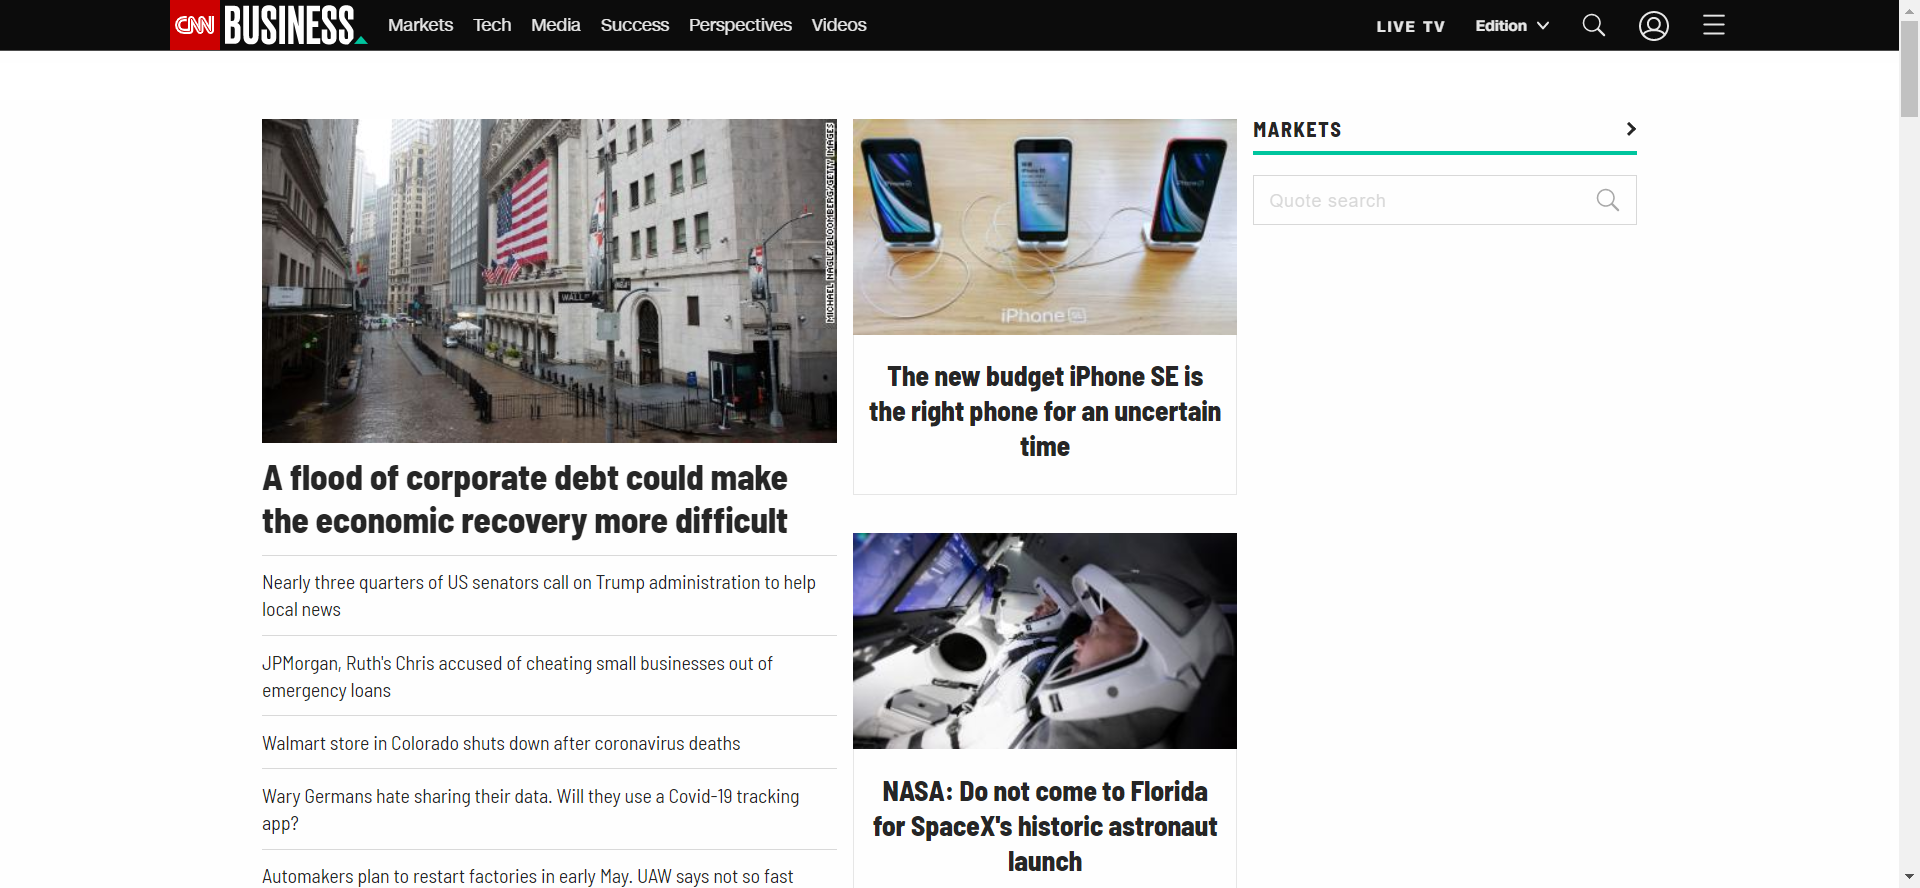 CNN BUSINESS
Markets Tech Media Success Perspectives Videos
LIVE TV Edition
MICHAEL NAGLE/BLOOMBERG/GETTY IMAGES
WALL ST
A flood of corporate debt could make
the economic recovery more difficult
Nearly three quarters of US senators call on Trump administration to help
local news
JPMorgan, Ruth's Chris accused of cheating small businesses out of
emergency loans
Walmart store in Colorado shuts down after coronavirus deaths
Wary Germans hate sharing their data. Will they use a Covid-19 tracking
app?
Automakers plan to restart factories in early May. UAW says not so fast
iPhone SE
The new budget iPhone SE is
the right phone for an uncertain
time
NASA: Do not come to Florida
for SpaceX's historic astronaut
launch
MARKETS
Quote search